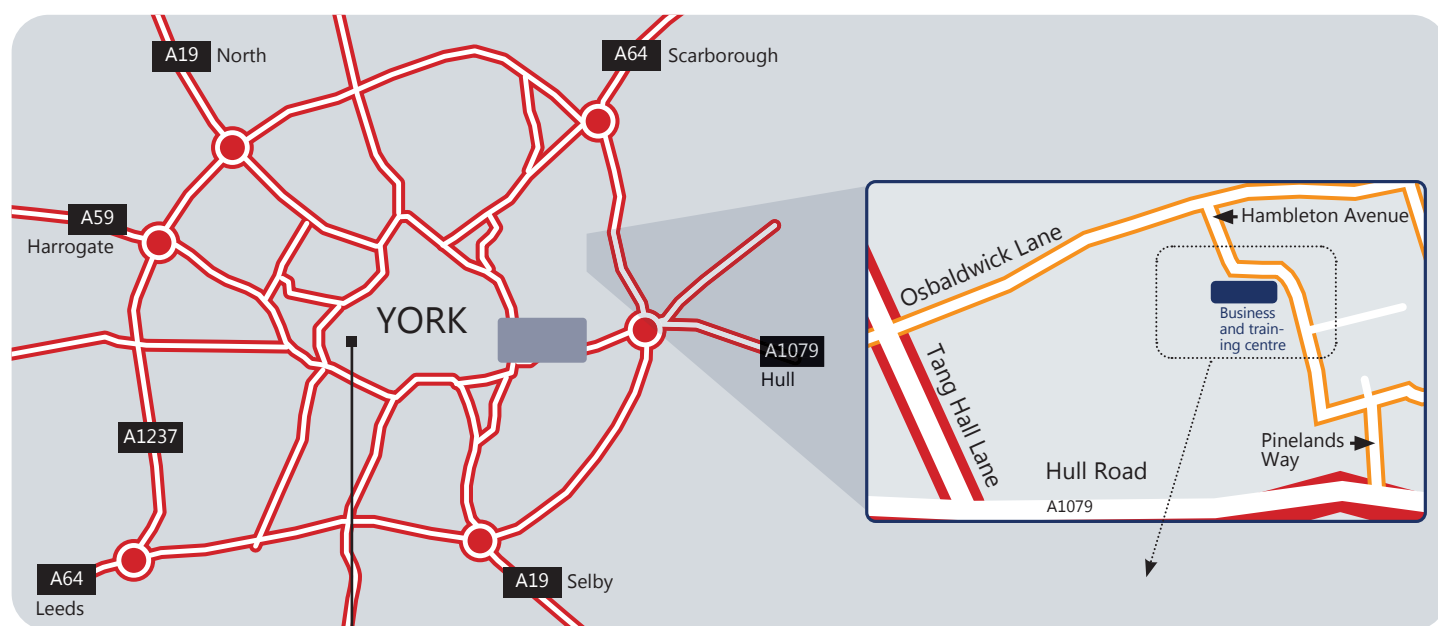 A19 North
A64 Scarborough
A59
Harrogate
YORK
A1079
Hull
A1237
A64
Leeds
A19 Selby
Hambleton Avenue
Osbaldwick Lane
Business
and train-
ing centre
Tang Hall Lane
Pinelands
Way
Hull Road
A1079